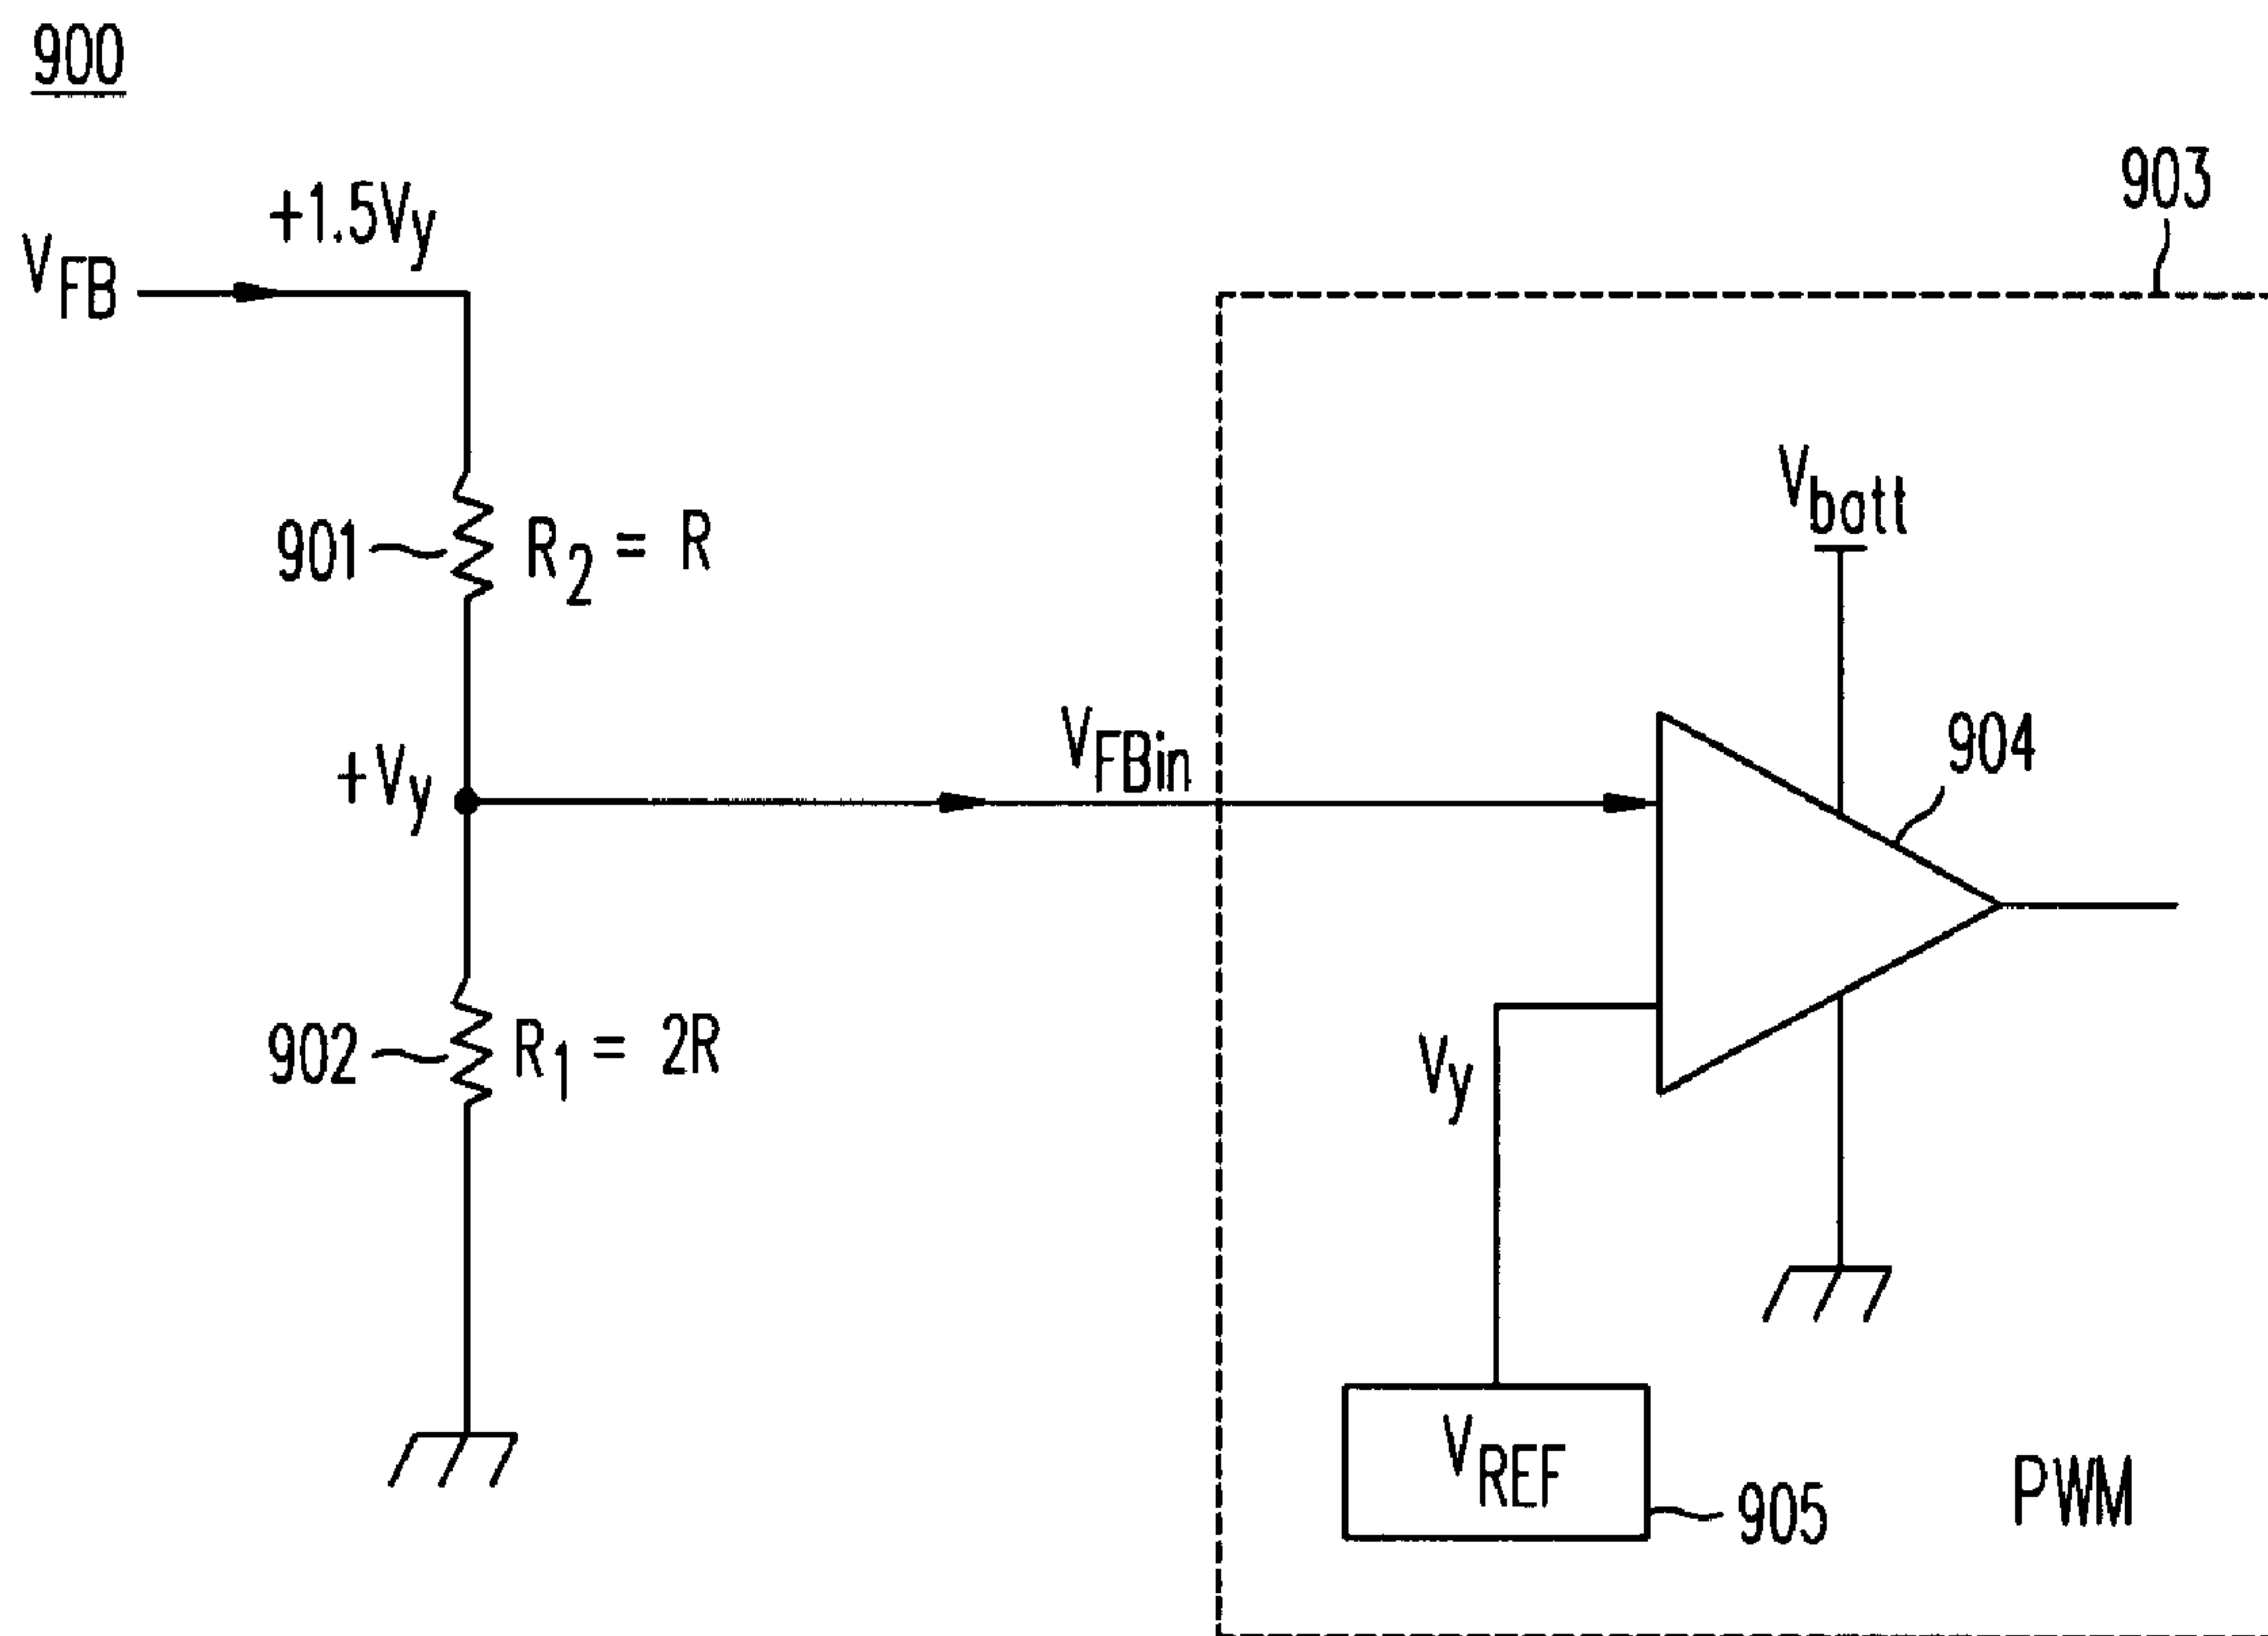 900
903
+1.5Vy
VFB
Vbatt
901
R2 = R
904
VFBin
+Vy
902
R1 = 2R
Vy
VREF
905
PWM